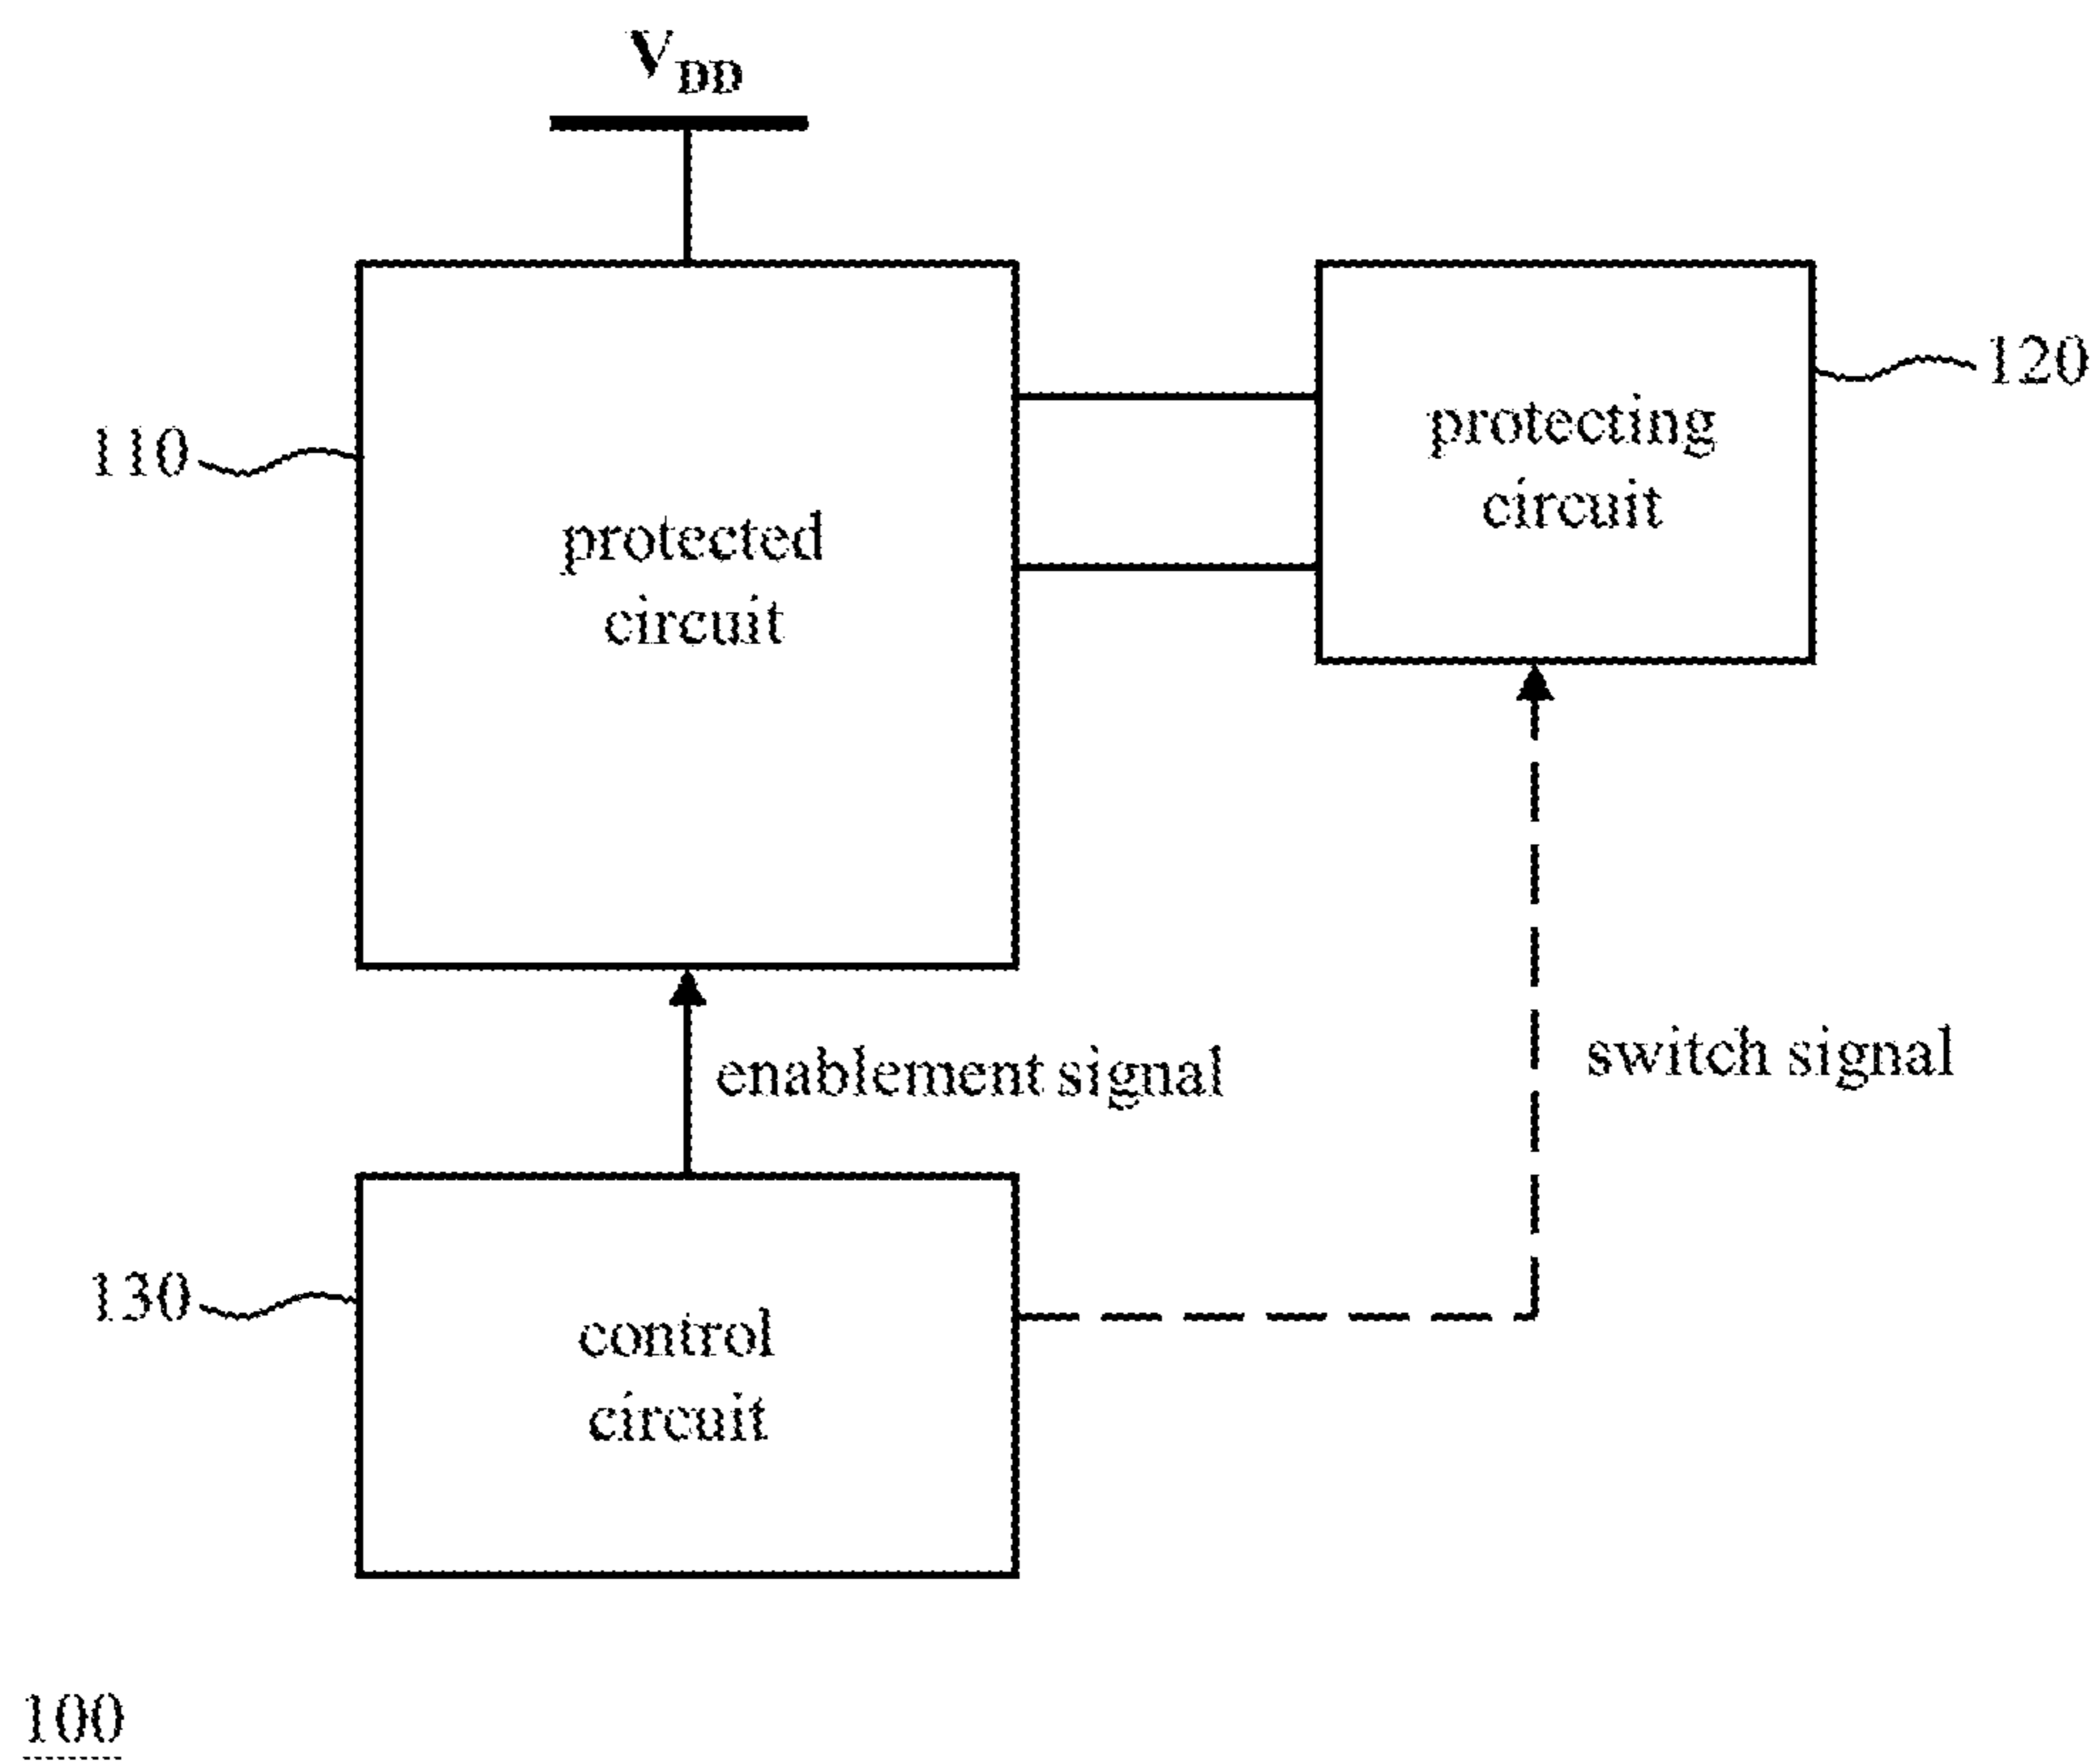 V_DD
120
protecting
circuit
110
protected
circuit
enablement signal
switch signal
130
control
circuit
100